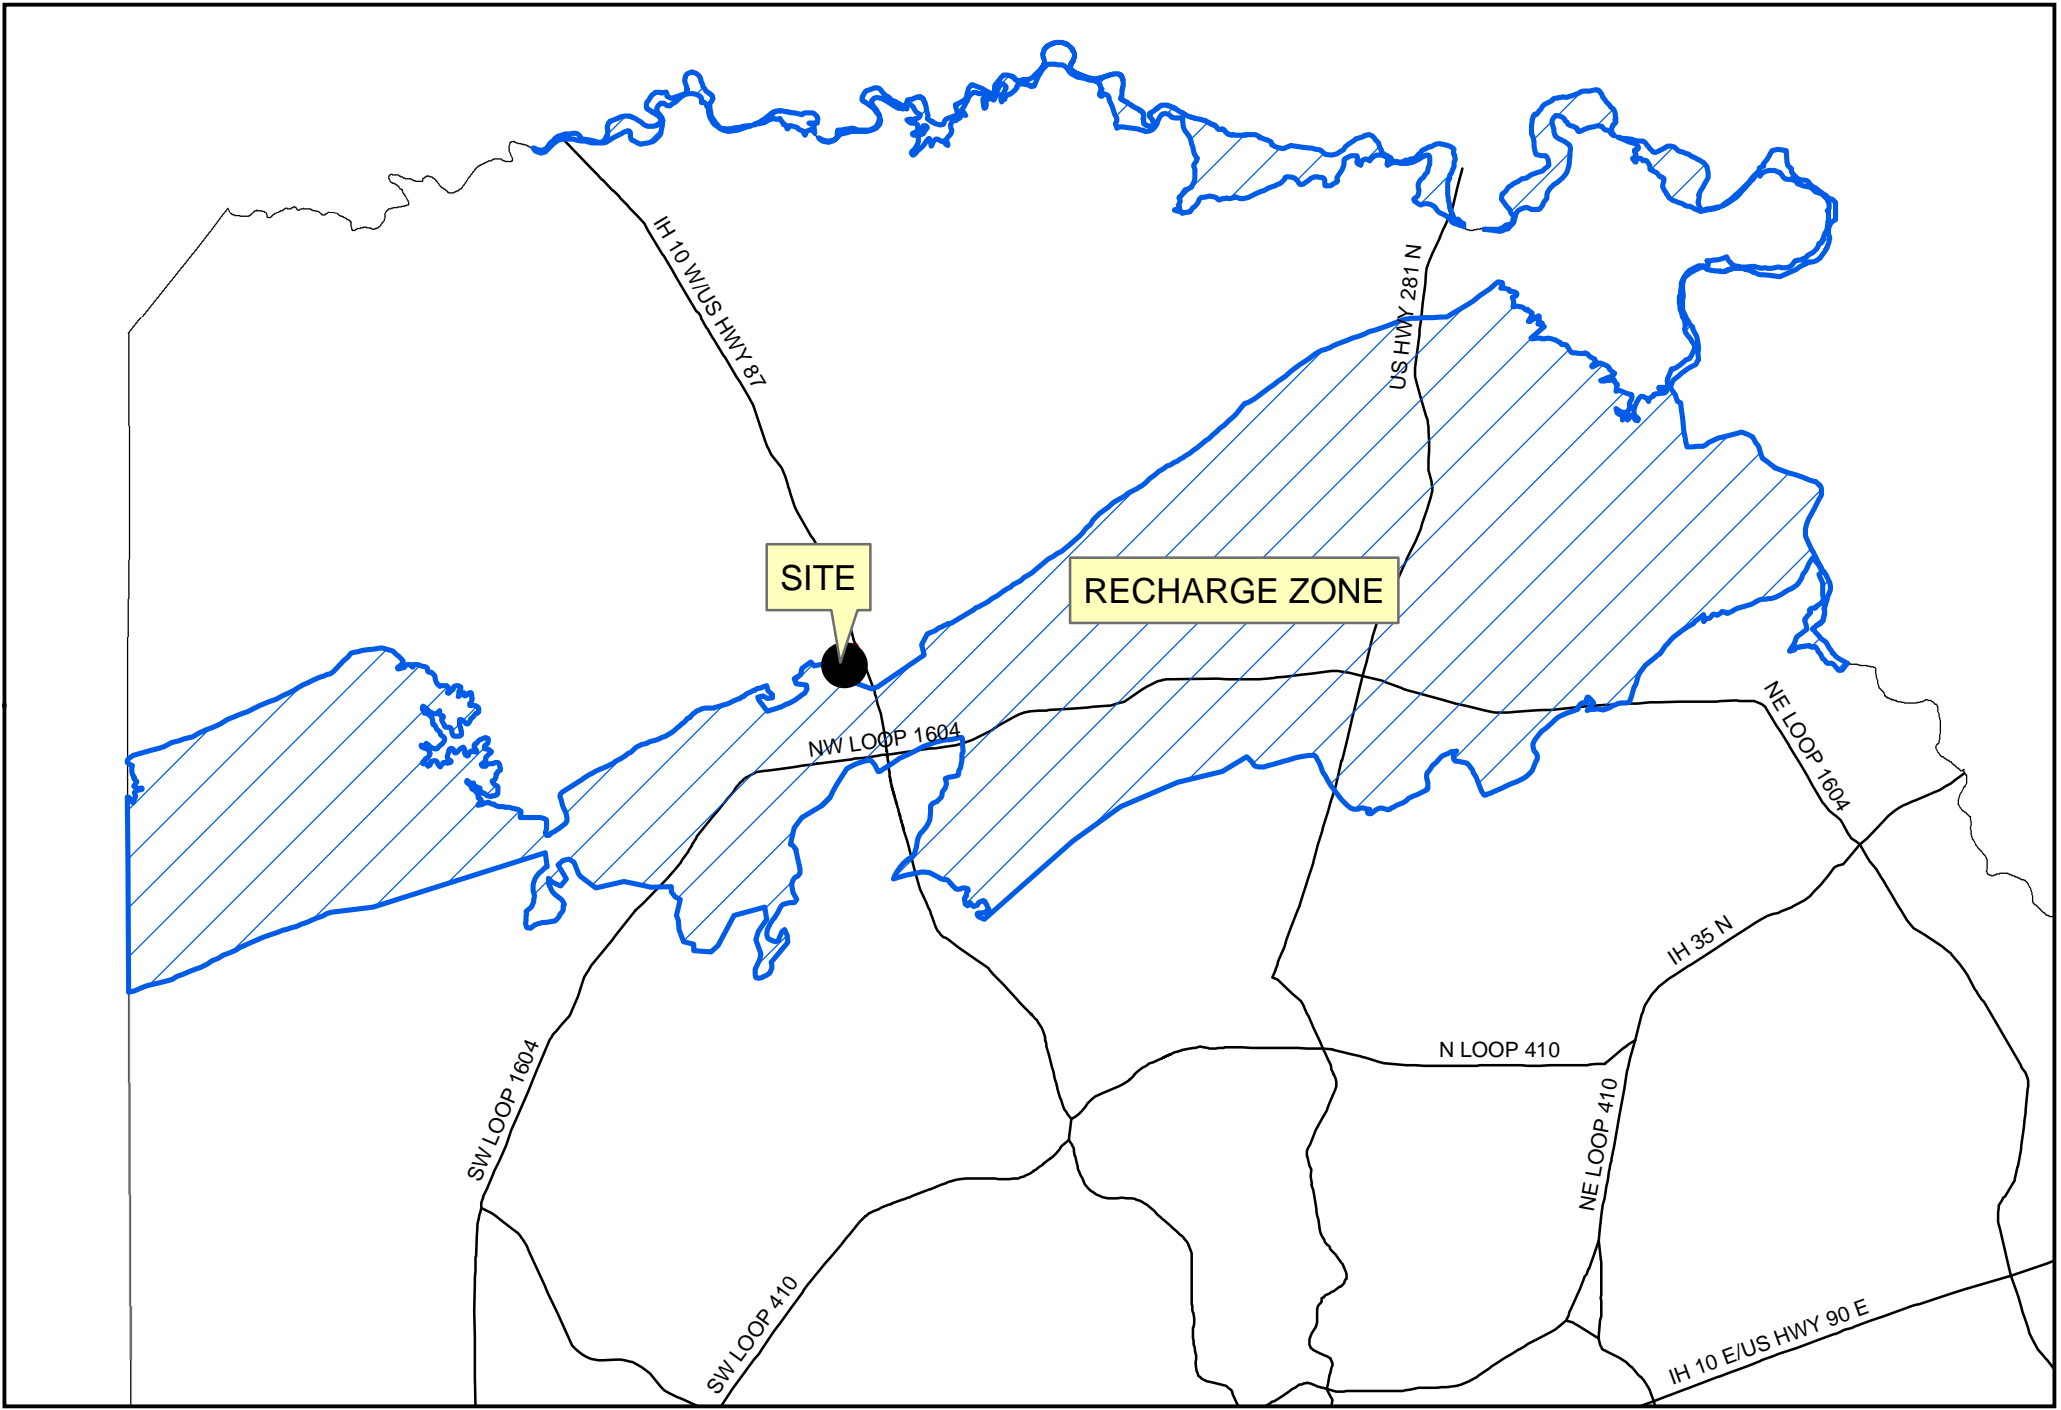 IH 10 W/US HWY 87
US HWY 281 N
SITE
RECHARGE ZONE
NW LOOP 1604
NE LOOP 1604
IH 35 N
N LOOP 410
SW LOOP 1604
NE LOOP 410
SW LOOP 410
IH 10 E/US HWY 90 E